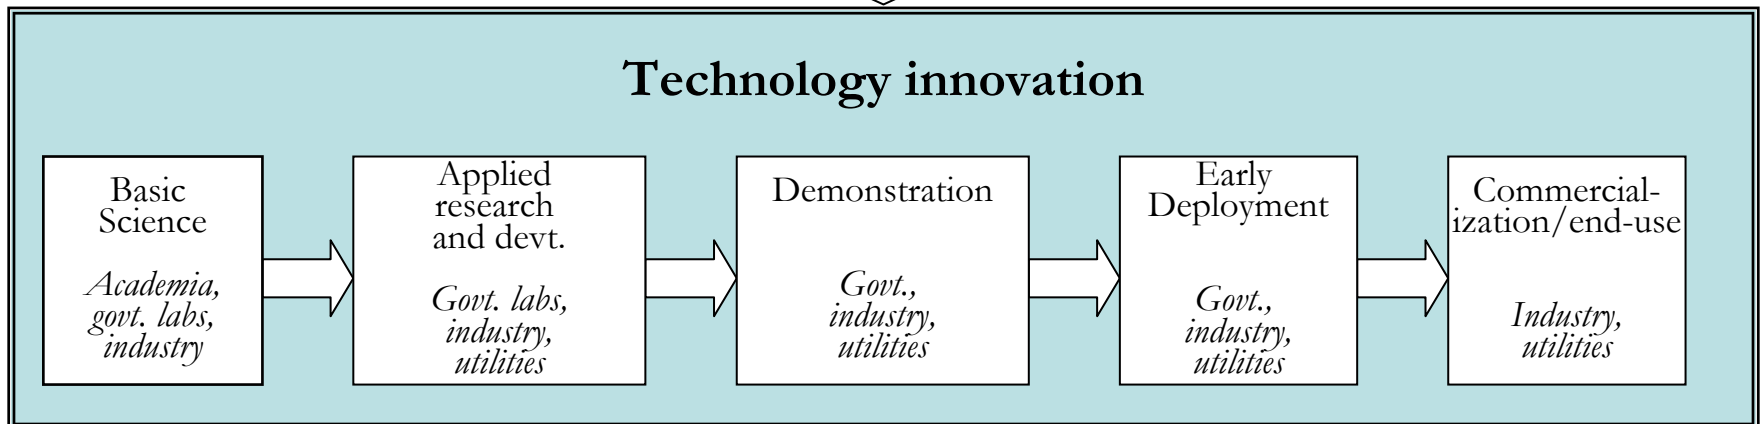 Technology innovation
Basic
Science
Academia,
govt. labs,
industry
Applied
research
and devt.
Govt. labs,
industry,
utilities
Demonstration
Govt.,
industry,
utilities
Early
Deployment
Govt.,
industry,
utilities
Commercial-
ization/end-use
Industry,
utilities